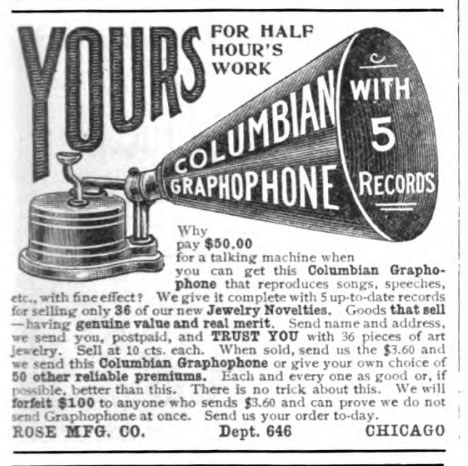 YOURS
FOR HALF
HOUR'S
WORK
COLUMBIAN
GRAPHOPHONE
WITH
5
RECORDS
Why
pay $50.00
for a talking machine when
you can get this Columbian Grapho-
phone that reproduces songs, speeches,
etc., with fine effect? We give it complete with 5 up-to-date records
for selling only 36 of our new Jewelry Novelties. Goods that sell
—having genuine value and real merit. Send name and address,
we send you, postpaid, and TRUST YOU with 36 pieces of art
jewelry. Sell at 10 cts. each. When sold, send us the $3.60 and
we send this Columbian Graphophone or give your own choice of
50 other reliable premiums. Each and every one as good or, if
possible, better than this. There is no trick about this. We will
forfeit $1.00 to anyone who sends $3.60 and can prove we do not
send Graphophone at once. Send us your order to-day.
ROSE MFG. CO. Dept. 646 CHICAGO